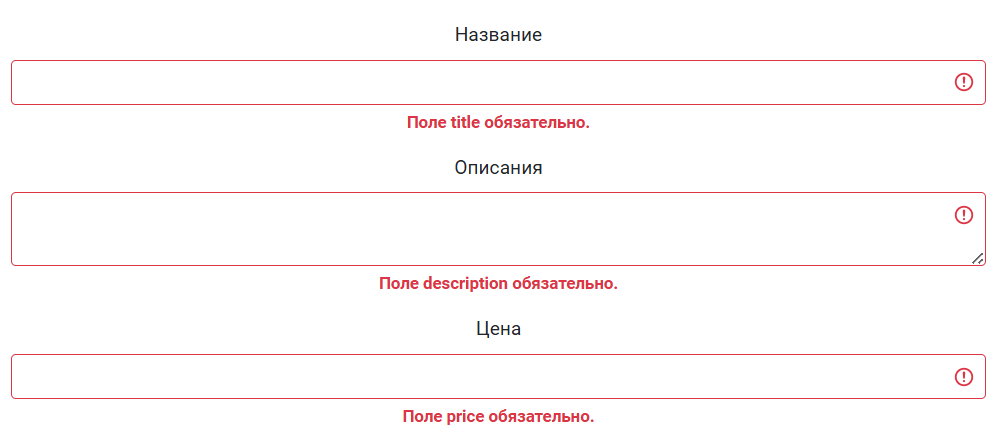 Название
Поле title обязательно.
Описания
Поле description обязательно.
Цена
Поле price обязательно.